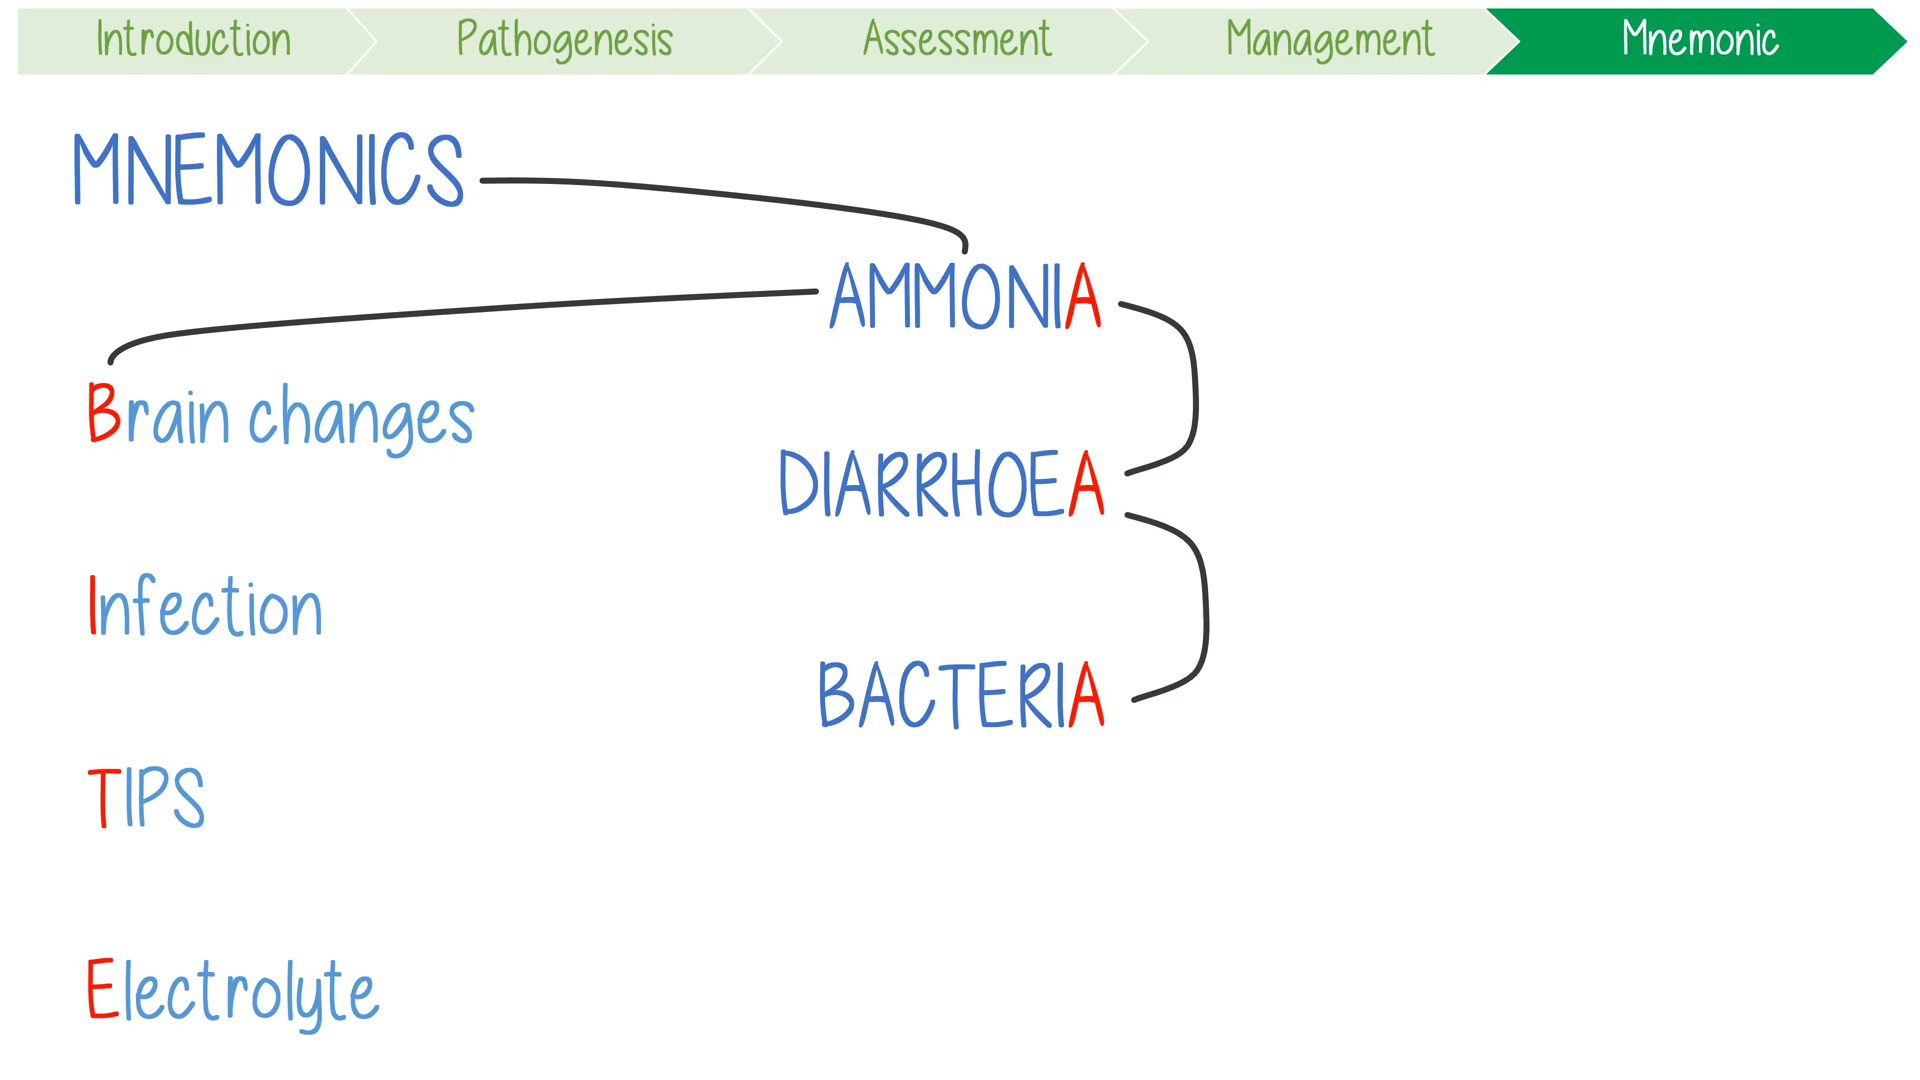 Introduction
Pathogenesis
Assessment
Management
Mnemonic
MNEMONICS
AMMONIA
Brain changes
DIARRHOEA
Infection
BACTERIA
TIPS
Electrolyte